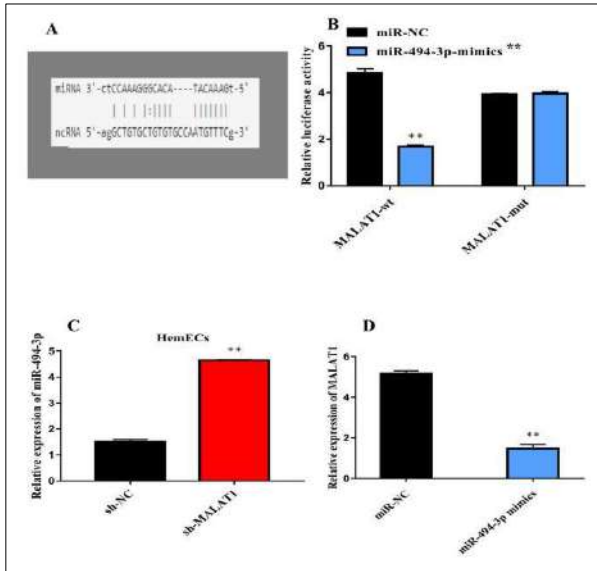 A
miRNA 3'-ctCCAAAGGGCACA----TACAAAGt-5'
| | | |:|||| |||||||
ncRNA 5'-agGCTGTGCTGTGTGCCAATGTTTCg-3'
B
miR-NC
miR-494-3p-mimics **
Relative luciferase activity
6
4
2
0
**
MALAT1-wt
MALAT1-mut
C
HemECs
Relative expression of miR-494-3p
5
4
3
2
1
0
**
sh-NC
sh-MALAT1
D
Relative expression of MALAT1
6
4
2
0
**
miR-NC
miR-494-3p mimics